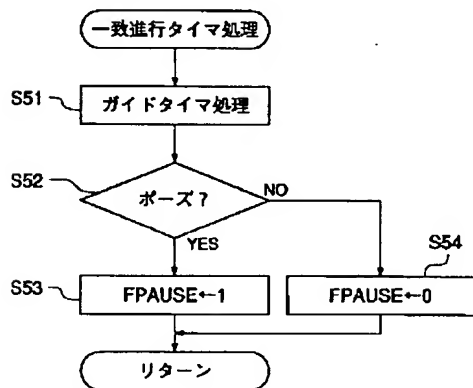 一致進行タイマ処理
S51
ガイドタイマ処理
S52
ポーズ?
NO
YES
S54
S53
FPAUSE←1
FPAUSE←0
リターン